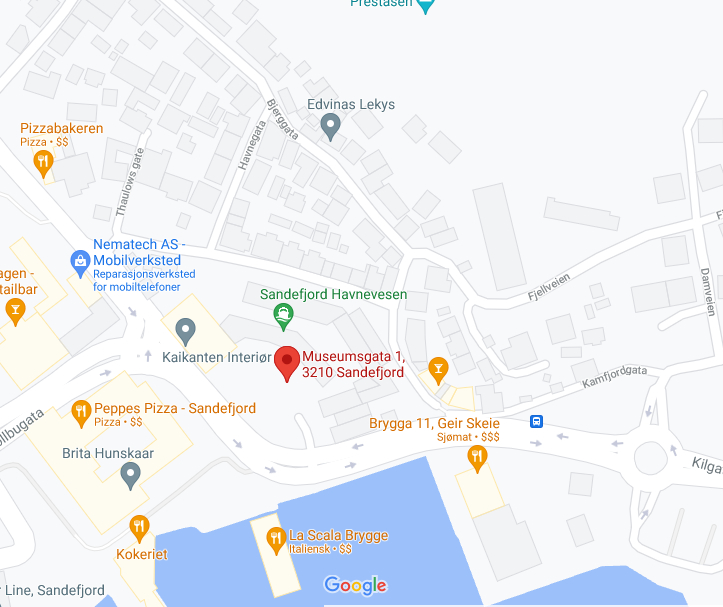 Preståsen
Edvinas Lekys
Bjerggata
Pizzabakeren
Pizza • $$
Havnegata
Thaulows gate
Nematech AS -
Mobilverksted
Reparasjonsverksted
for mobiltelefoner
agen -
tailbar
Fjellveien
Damveien
Sandefjord Havnevesen
Kaikanten Interiør
Museumsgata 1,
3210 Sandefjord
Kamfjordgata
Peppes Pizza - Sandefjord
Pizza • $$
ollbugata
Brygga 11, Geir Skeie
Sjømat • $$$
Brita Hunskaar
Kilga
La Scala Brygge
Italiensk • $$
Kokeriet
Line, Sandefjord
Google